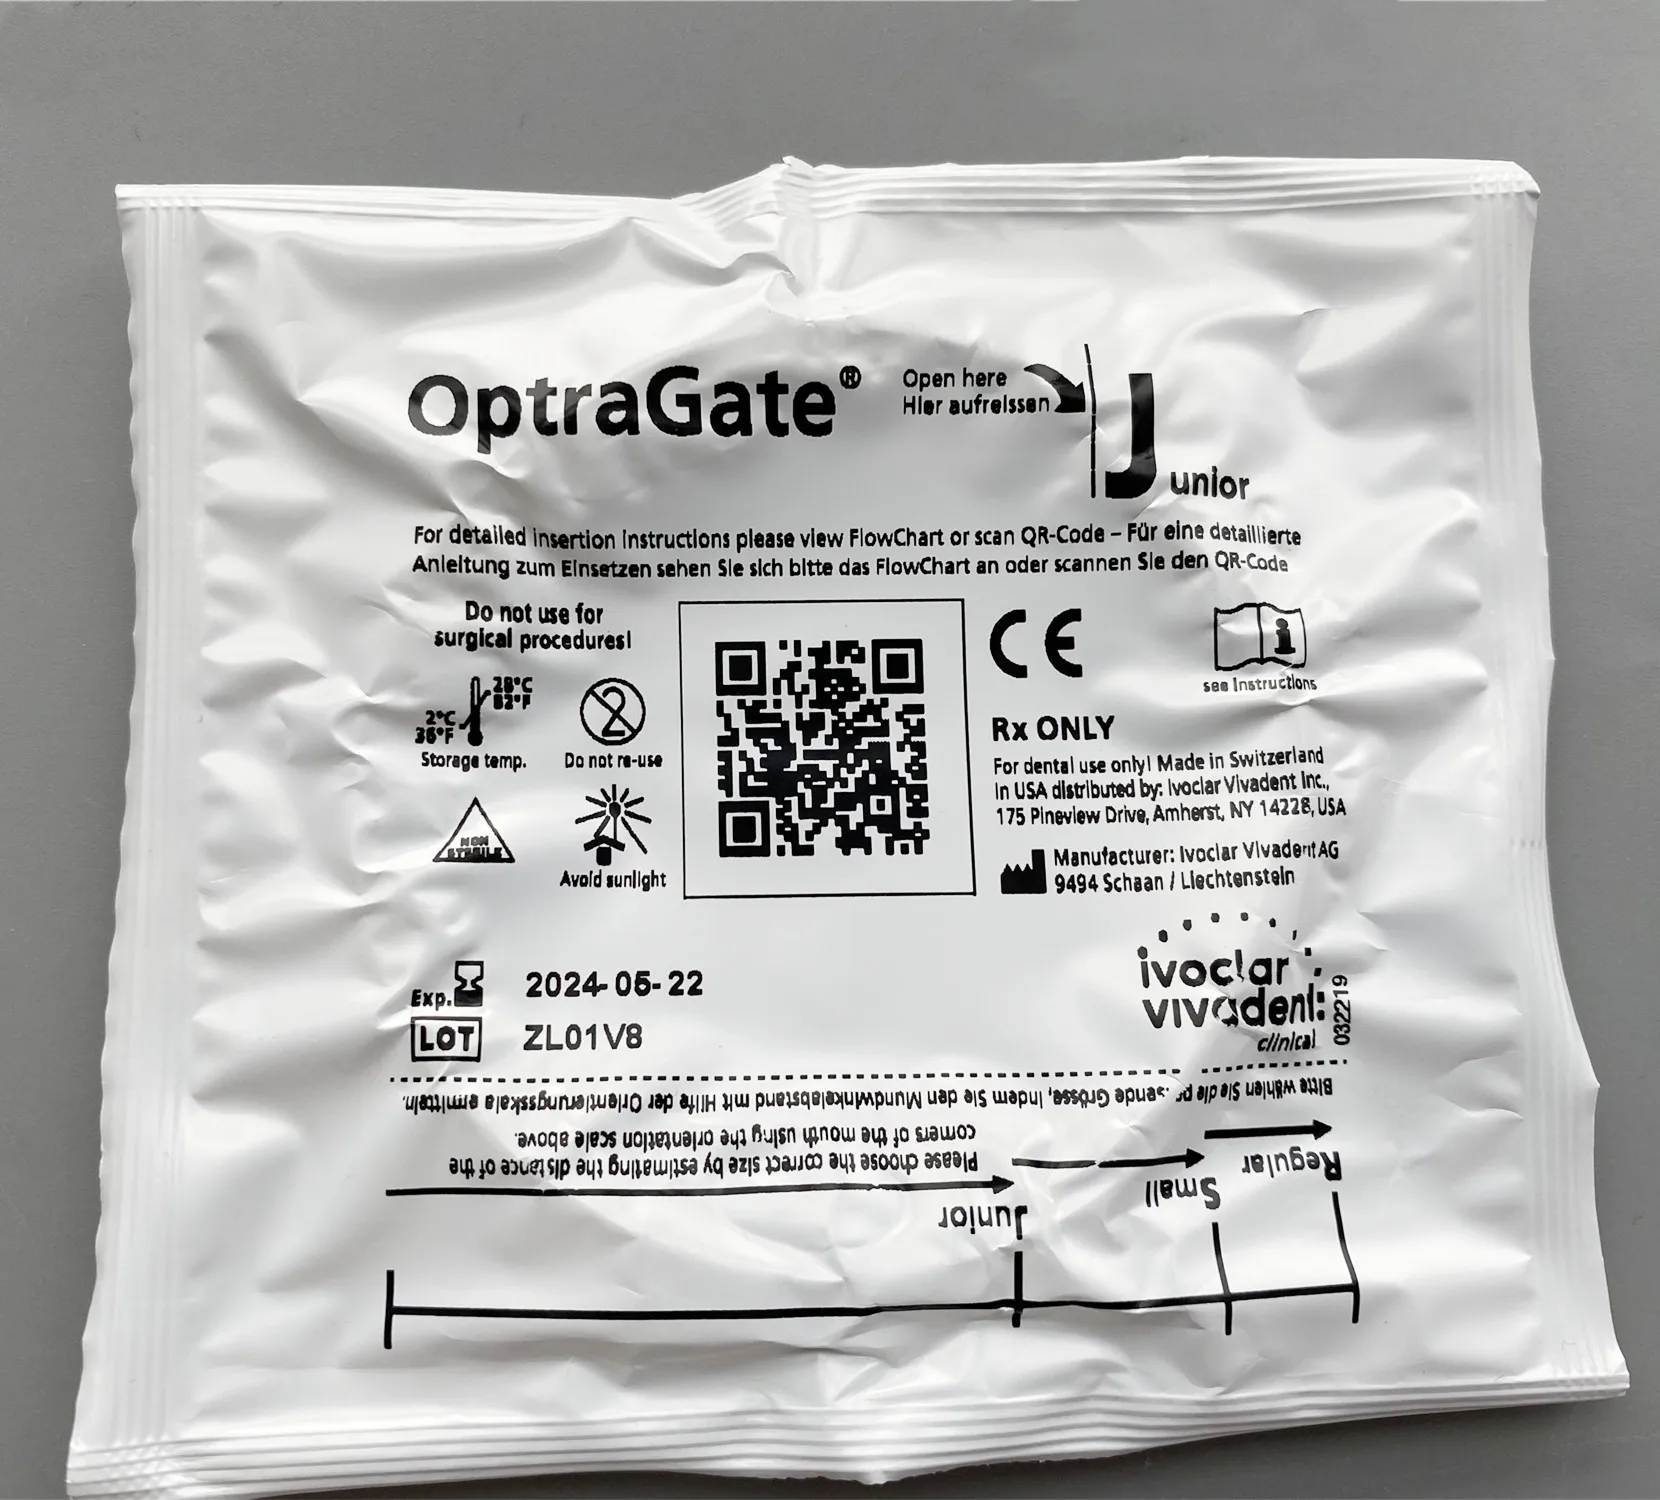 OptraGate®
Open here
Hier aufreissen
Junior
For detailed insertion instructions please view FlowChart or scan QR-Code – Für eine detaillierte
Anleitung zum Einsetzen sehen Sie sich bitte das FlowChart an oder scannen Sie den QR-Code
Do not use for
surgical procedures!
28°C
82°F
2°C
36°F
Storage temp.
2
Do not re-use
NON
STERILE
Avoid sunlight
CE
i
see Instructions
Rx ONLY
For dental use only! Made in Switzerland
In USA distributed by: Ivoclar Vivadent Inc.,
175 Pineview Drive, Amherst, NY 14228, USA
Manufacturer: Ivoclar Vivadent AG
9494 Schaan / Liechtenstein
ivoclar
vivadent:
clinical
032219
Exp. 2024-05-22
LOT ZL01V8
Junior
Small
Regular
Please choose the correct size by estimating the distance of the
corners of the mouth using the orientation scale above.
Bitte wählen Sie die Grösse, indem Sie den Mundwinkelabstand mit Hilfe der Orientierungsskala ermitteln.